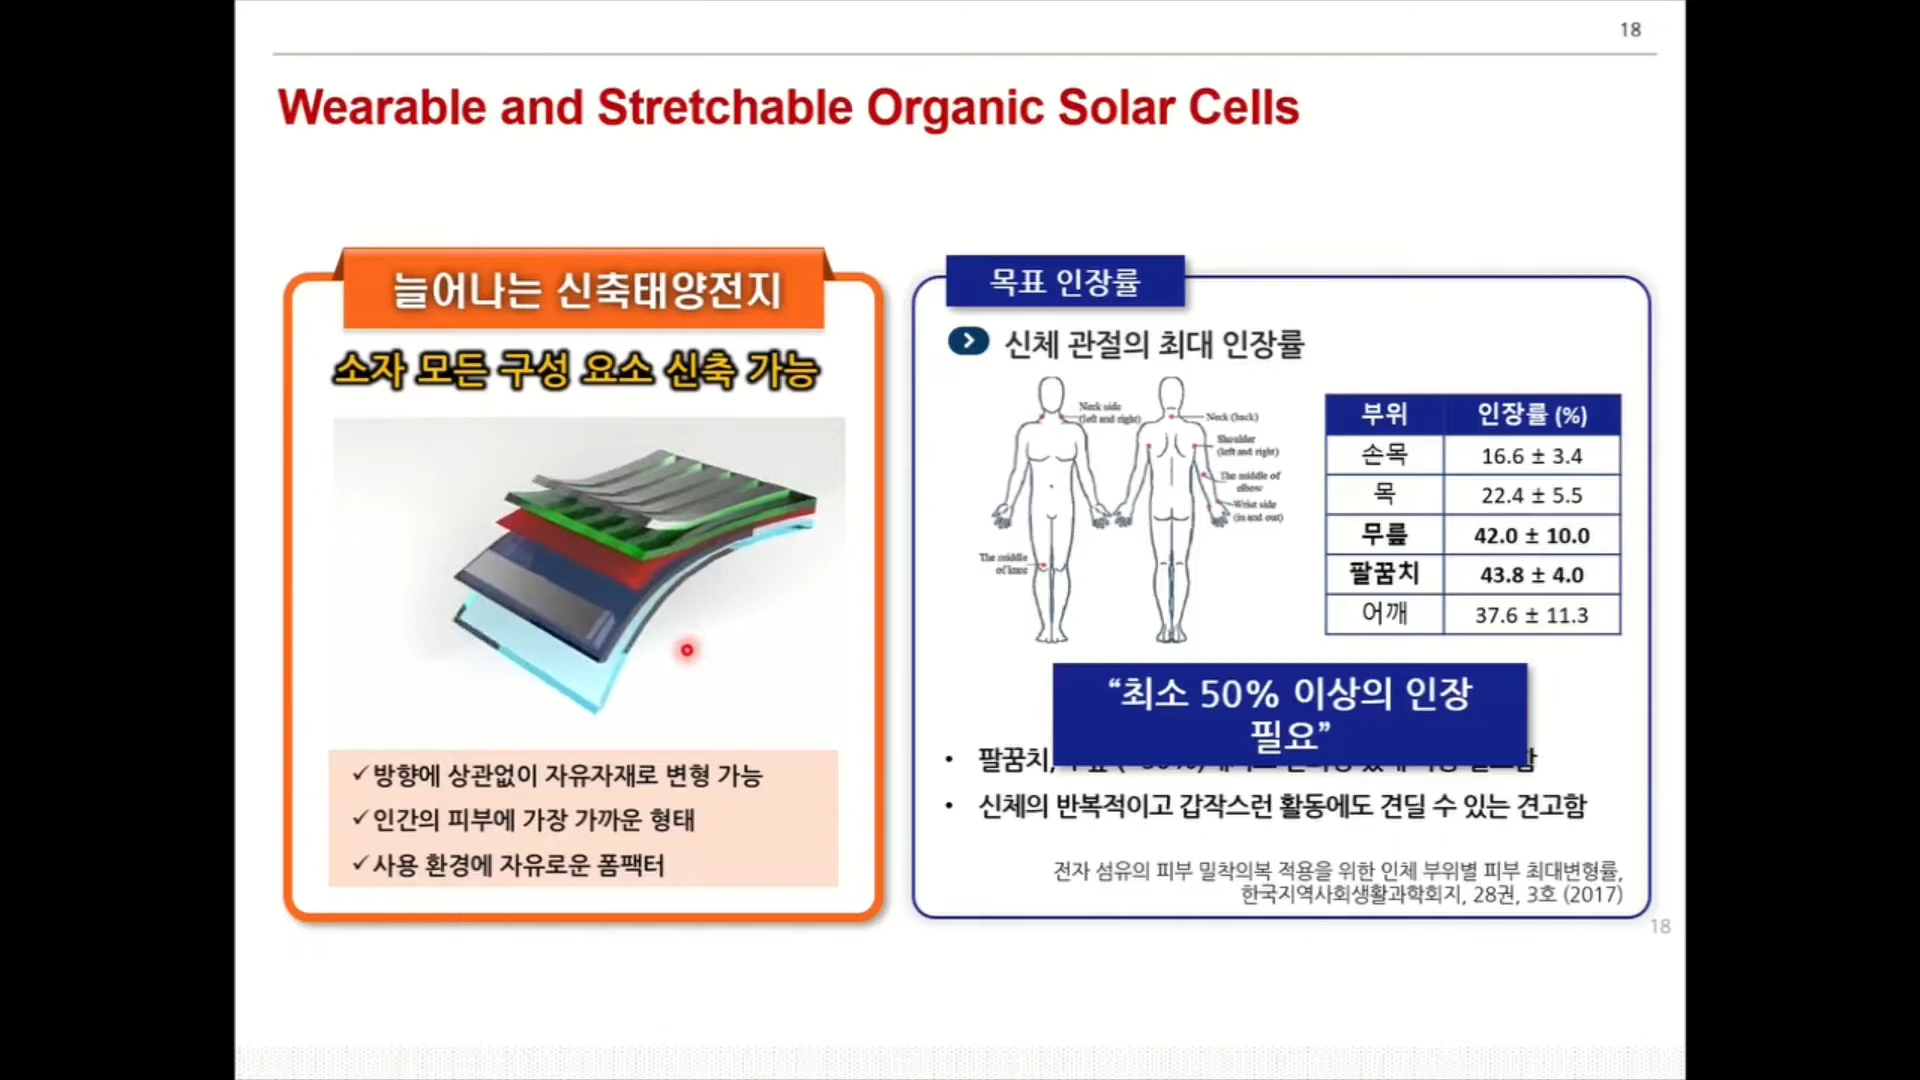 18
Wearable and Stretchable Organic Solar Cells
늘어나는 신축태양전지
소자 모든 구성 요소 신축 가능
✓방향에 상관없이 자유자재로 변형 가능
✓인간의 피부에 가장 가까운 형태
✓사용 환경에 자유로운 폼팩터
목표 인장률
신체 관절의 최대 인장률
Neck side
(left and right)
Neck (back)
Shoulder
(left and right)
The middle of
elbow
Wrist side
(in and out)
The middle
of knee
부위 인장률 (%)
손목 16.6 ± 3.4
목 22.4 ± 5.5
무릎 42.0 ± 10.0
팔꿈치 43.8 ± 4.0
어깨 37.6 ± 11.3
“최소 50% 이상의 인장
필요”
• 팔꿈치,
• 신체의 반복적이고 갑작스런 활동에도 견딜 수 있는 견고함
전자 섬유의 피부 밀착의복 적용을 위한 인체 부위별 피부 최대변형률,
한국지역사회생활과학회지, 28권, 3호 (2017)
18